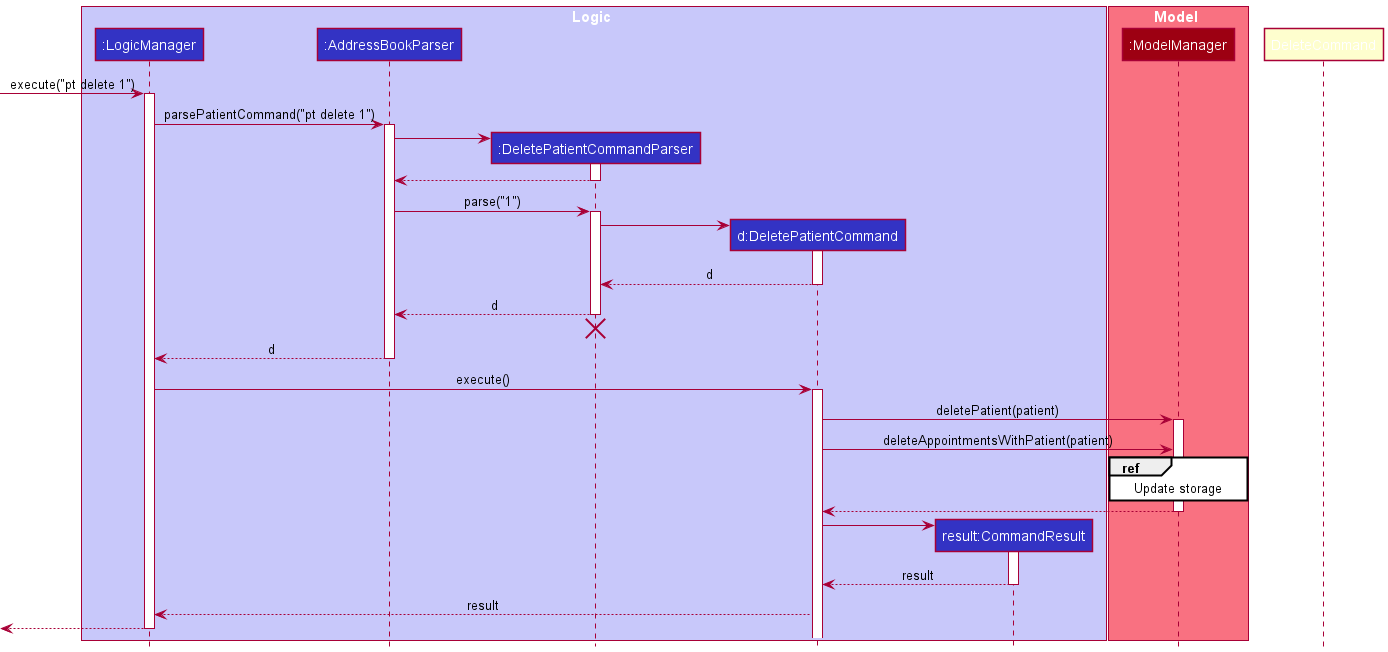 Logic
Model
:LogicManager
:AddressBookParser
:ModelManager
execute("pt delete 1")
parsePatientCommand("pt delete 1")
:DeletePatientCommandParser
parse("1")
d:DeletePatientCommand
d
d
d
execute()
deletePatient(patient)
deleteAppointmentsWithPatient(patient)
ref
Update storage
result:CommandResult
result
result